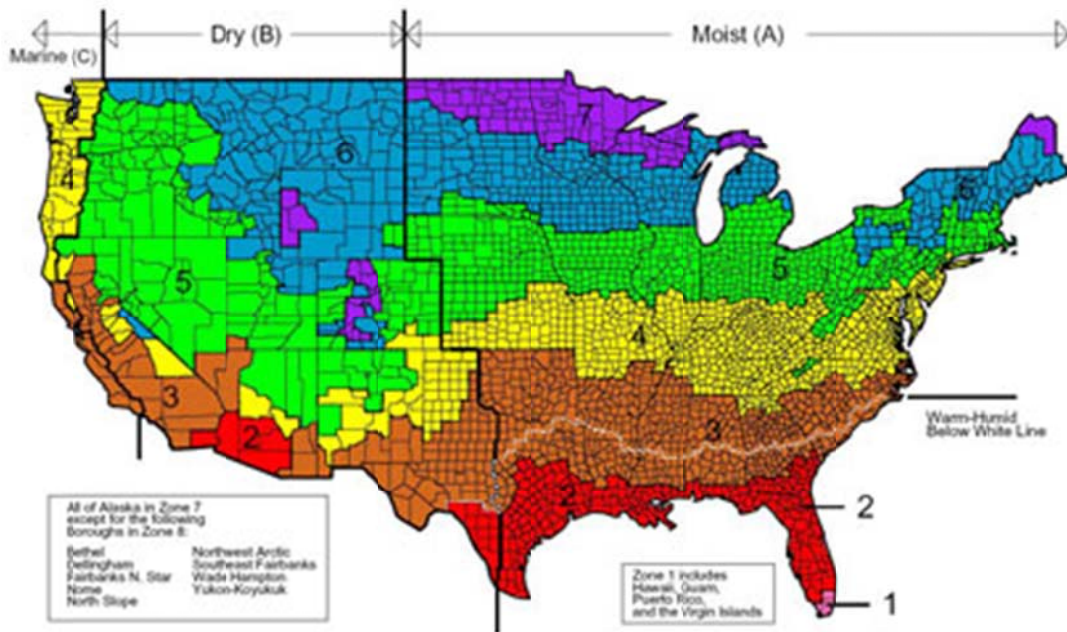 Marine (C)
Dry (B)
Moist (A)
7
6
6
4
5
5
4
3
3
2
2
Warm-Humid
Below White Line
2
1
All of Alaska in Zone 7
except for the following
Boroughs in Zone 8:
Bethel Northwest Arctic
Dellingham Southeast Fairbanks
Fairbanks N. Star Wade Hampton
Nome Yukon-Koyukuk
North Slope
Zone 1 includes
Hawaii, Guam,
Puerto Rico,
and the Virgin Islands